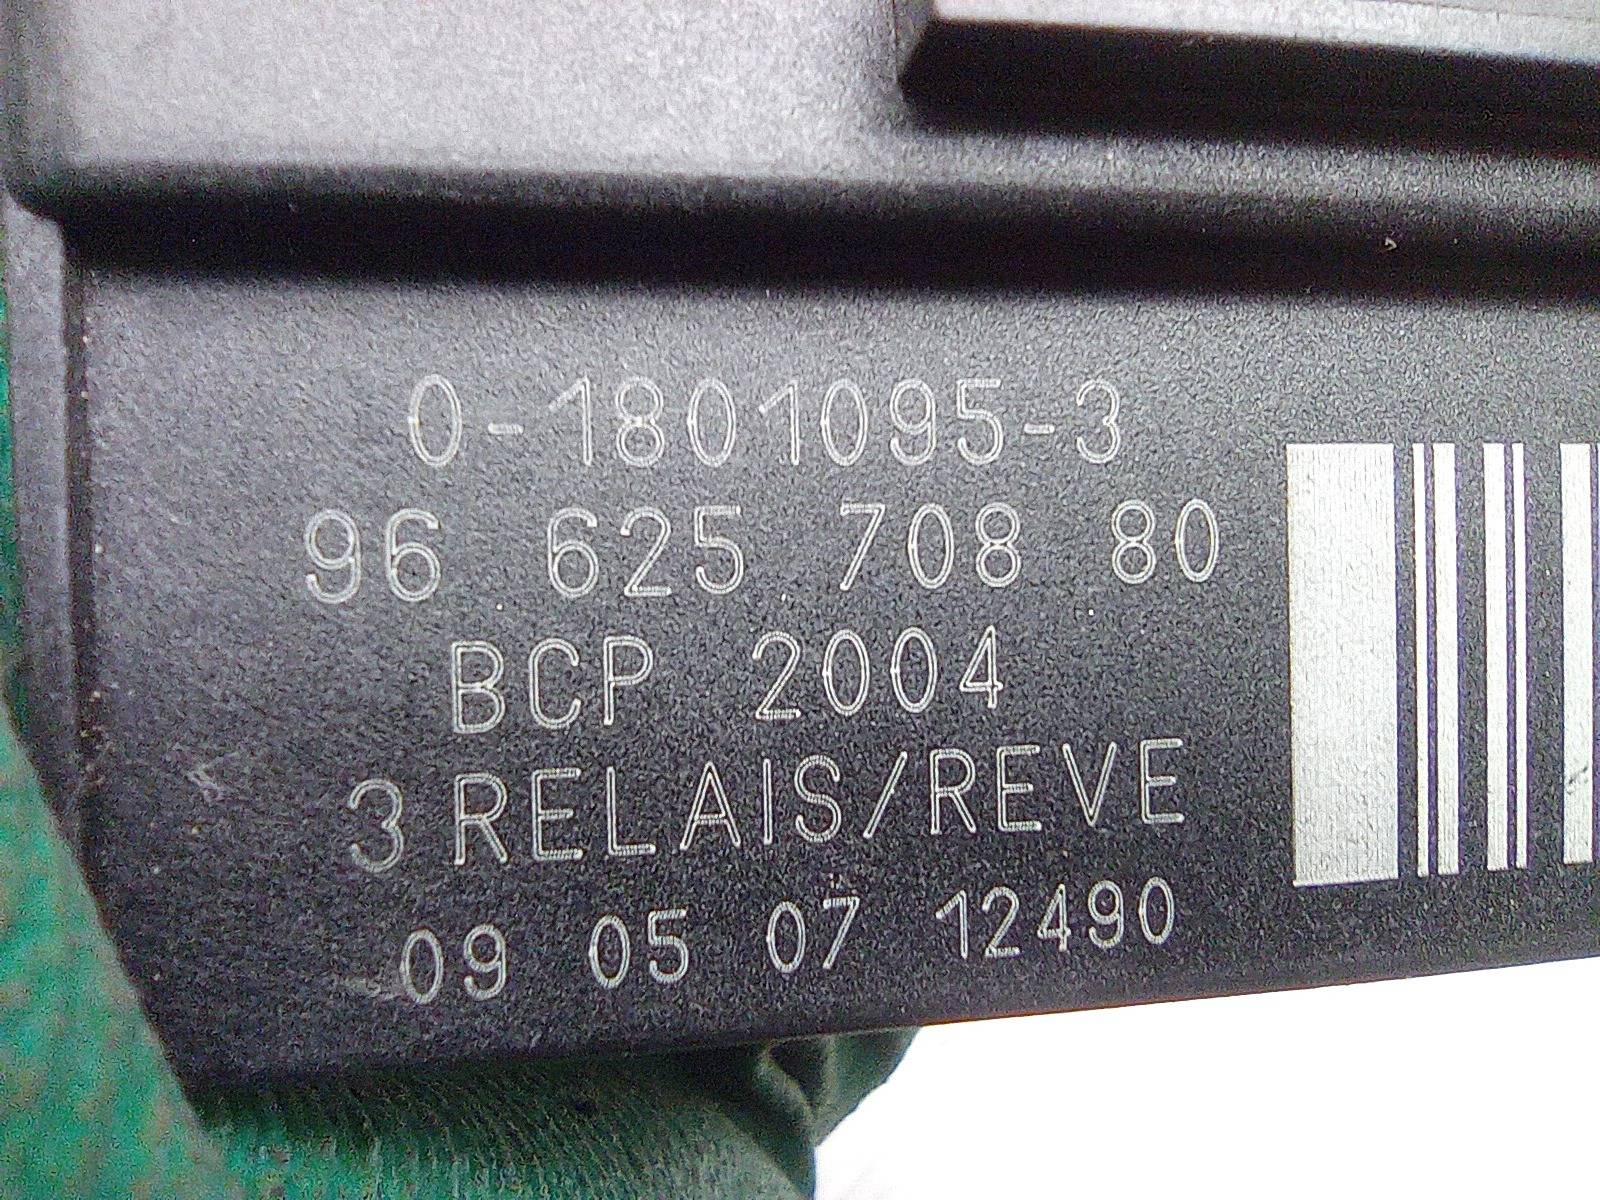 0-1801095-3
96 625 708 80
BCP 2004
3 RELAIS/REVE
09 05 07 12490